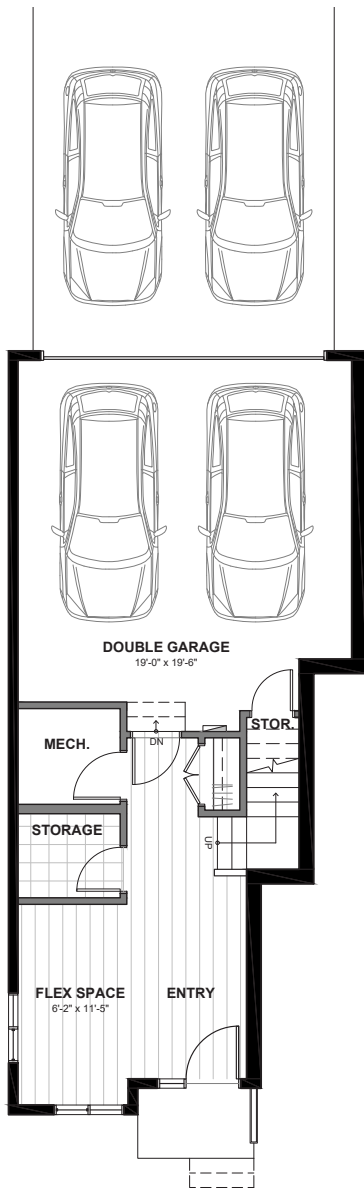 DOUBLE GARAGE
19'-0" x 19'-6"
STOR.
MECH.
DN
STORAGE
UP
FLEX SPACE
6'-2" x 11'-5"
ENTRY